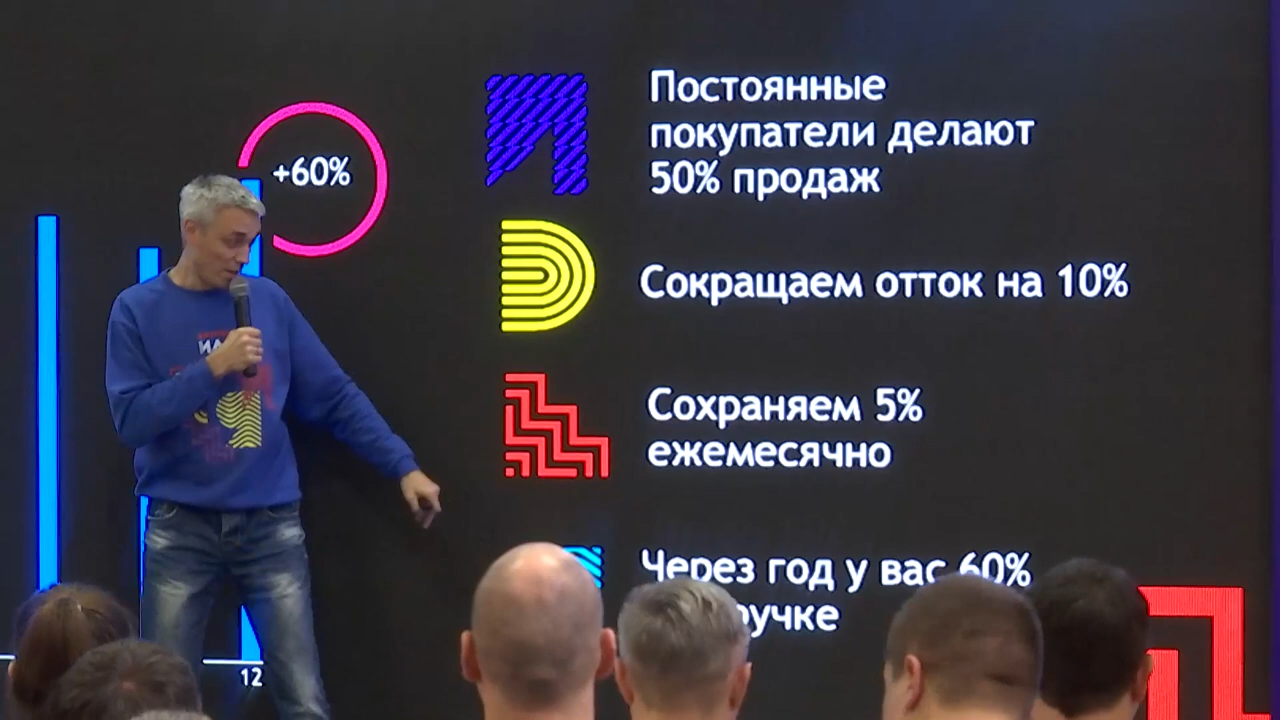 +60%
Постоянные
покупатели делают
50% продаж
Сокращаем отток на 10%
Сохраняем 5%
ежемесячно
Через год у вас 60%
12